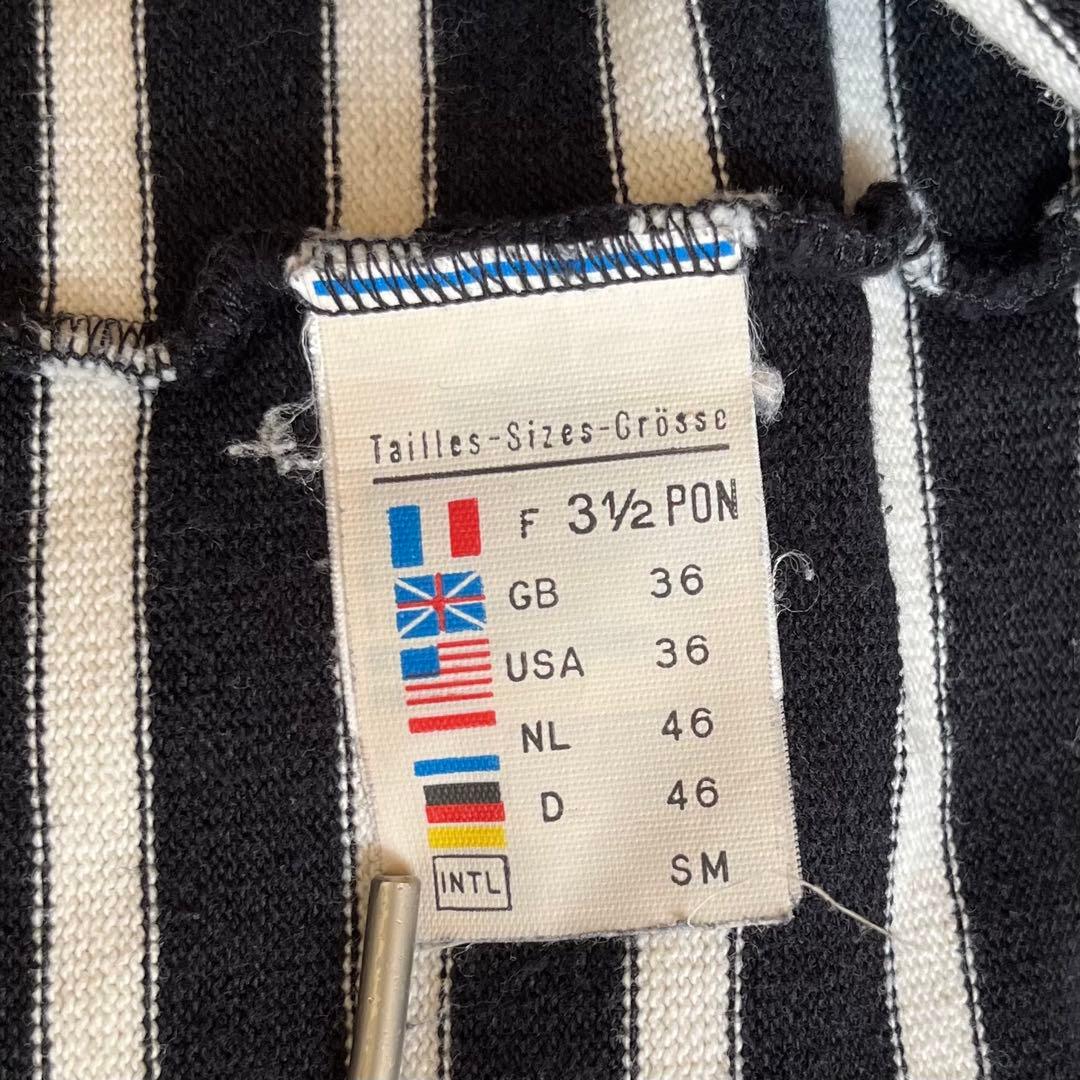 Tailles-Sizes-Grösse
F 3½ PON
GB 36
USA 36
NL 46
D 46
INTL SM